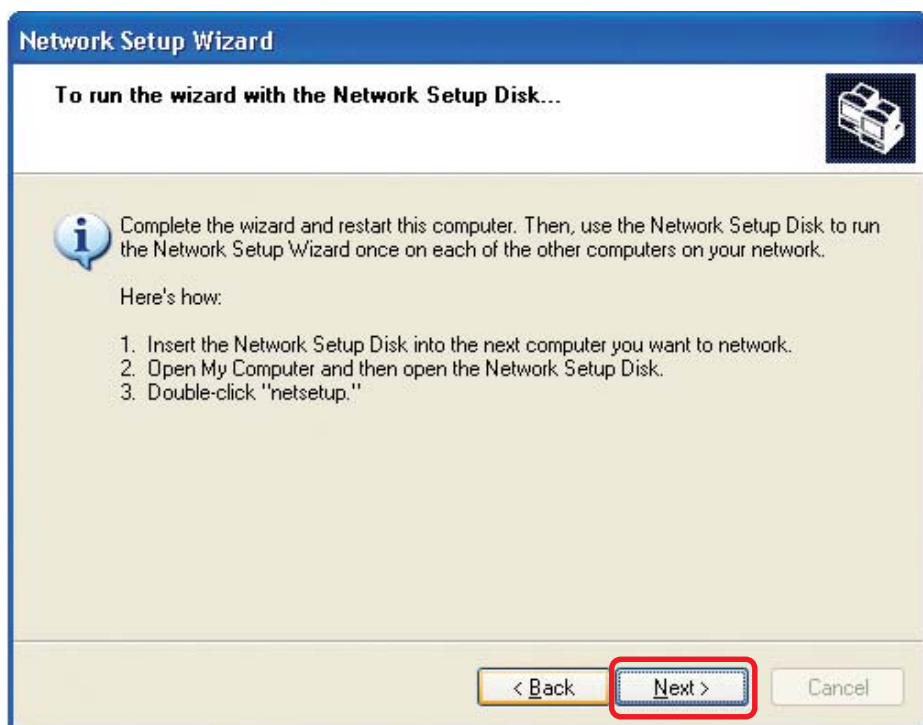 Network Setup Wizard
To run the wizard with the Network Setup Disk...
Complete the wizard and restart this computer. Then, use the Network Setup Disk to run
the Network Setup Wizard once on each of the other computers on your network.
Here's how:
1. Insert the Network Setup Disk into the next computer you want to network.
2. Open My Computer and then open the Network Setup Disk.
3. Double-click "netsetup."
< Back Next > Cancel